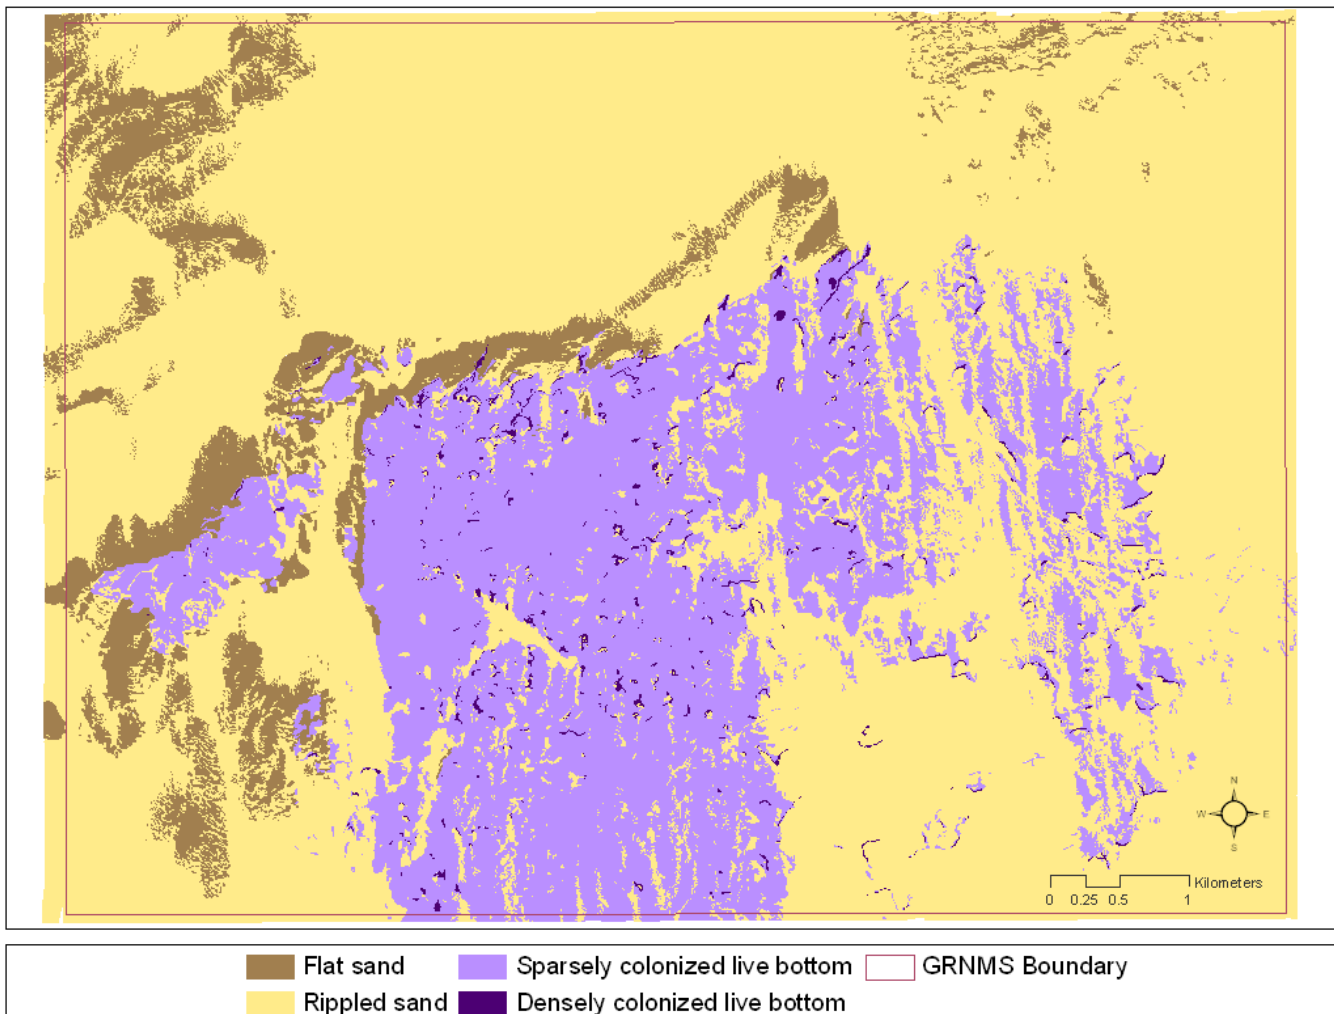 N
W E
S
Kilometers
0 0.25 0.5 1
Flat sand Sparsely colonized live bottom GRNMS Boundary
Rippled sand Densely colonized live bottom